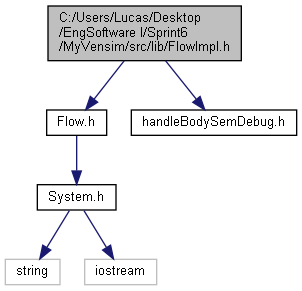 C:/Users/Lucas/Desktop
/EngSoftware I/Sprint6
/MyVensim/src/lib/FlowImpl.h
Flow.h
handleBodySemDebug.h
System.h
string
iostream